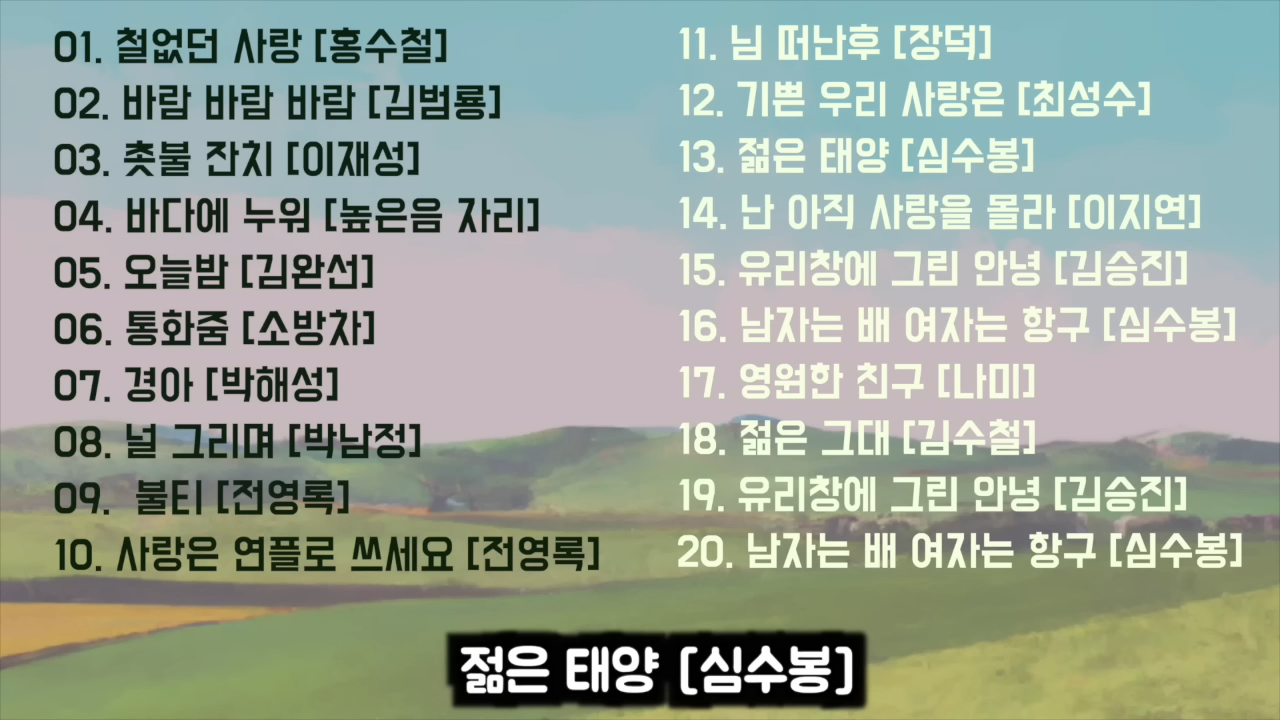 01. 철없던 사랑 [홍수철]
02. 바람 바람 바람 [김범룡]
03. 촛불 잔치 [이재성]
04. 바다에 누워 [높은음 자리]
05. 오늘밤 [김완선]
06. 통화줌 [소방차]
07. 경아 [박해성]
08. 널 그리며 [박남정]
09. 불티 [전영록]
10. 사랑은 연플로 쓰세요 [전영록]
11. 님 떠난후 [장덕]
12. 기쁜 우리 사랑은 [최성수]
13. 젊은 태양 [심수봉]
14. 난 아직 사랑을 몰라 [이지연]
15. 유리창에 그린 안녕 [김승진]
16. 남자는 배 여자는 항구 [심수봉]
17. 영원한 친구 [나미]
18. 젊은 그대 [김수철]
19. 유리창에 그린 안녕 [김승진]
20. 남자는 배 여자는 항구 [심수봉]
젊은 태양 [심수봉]